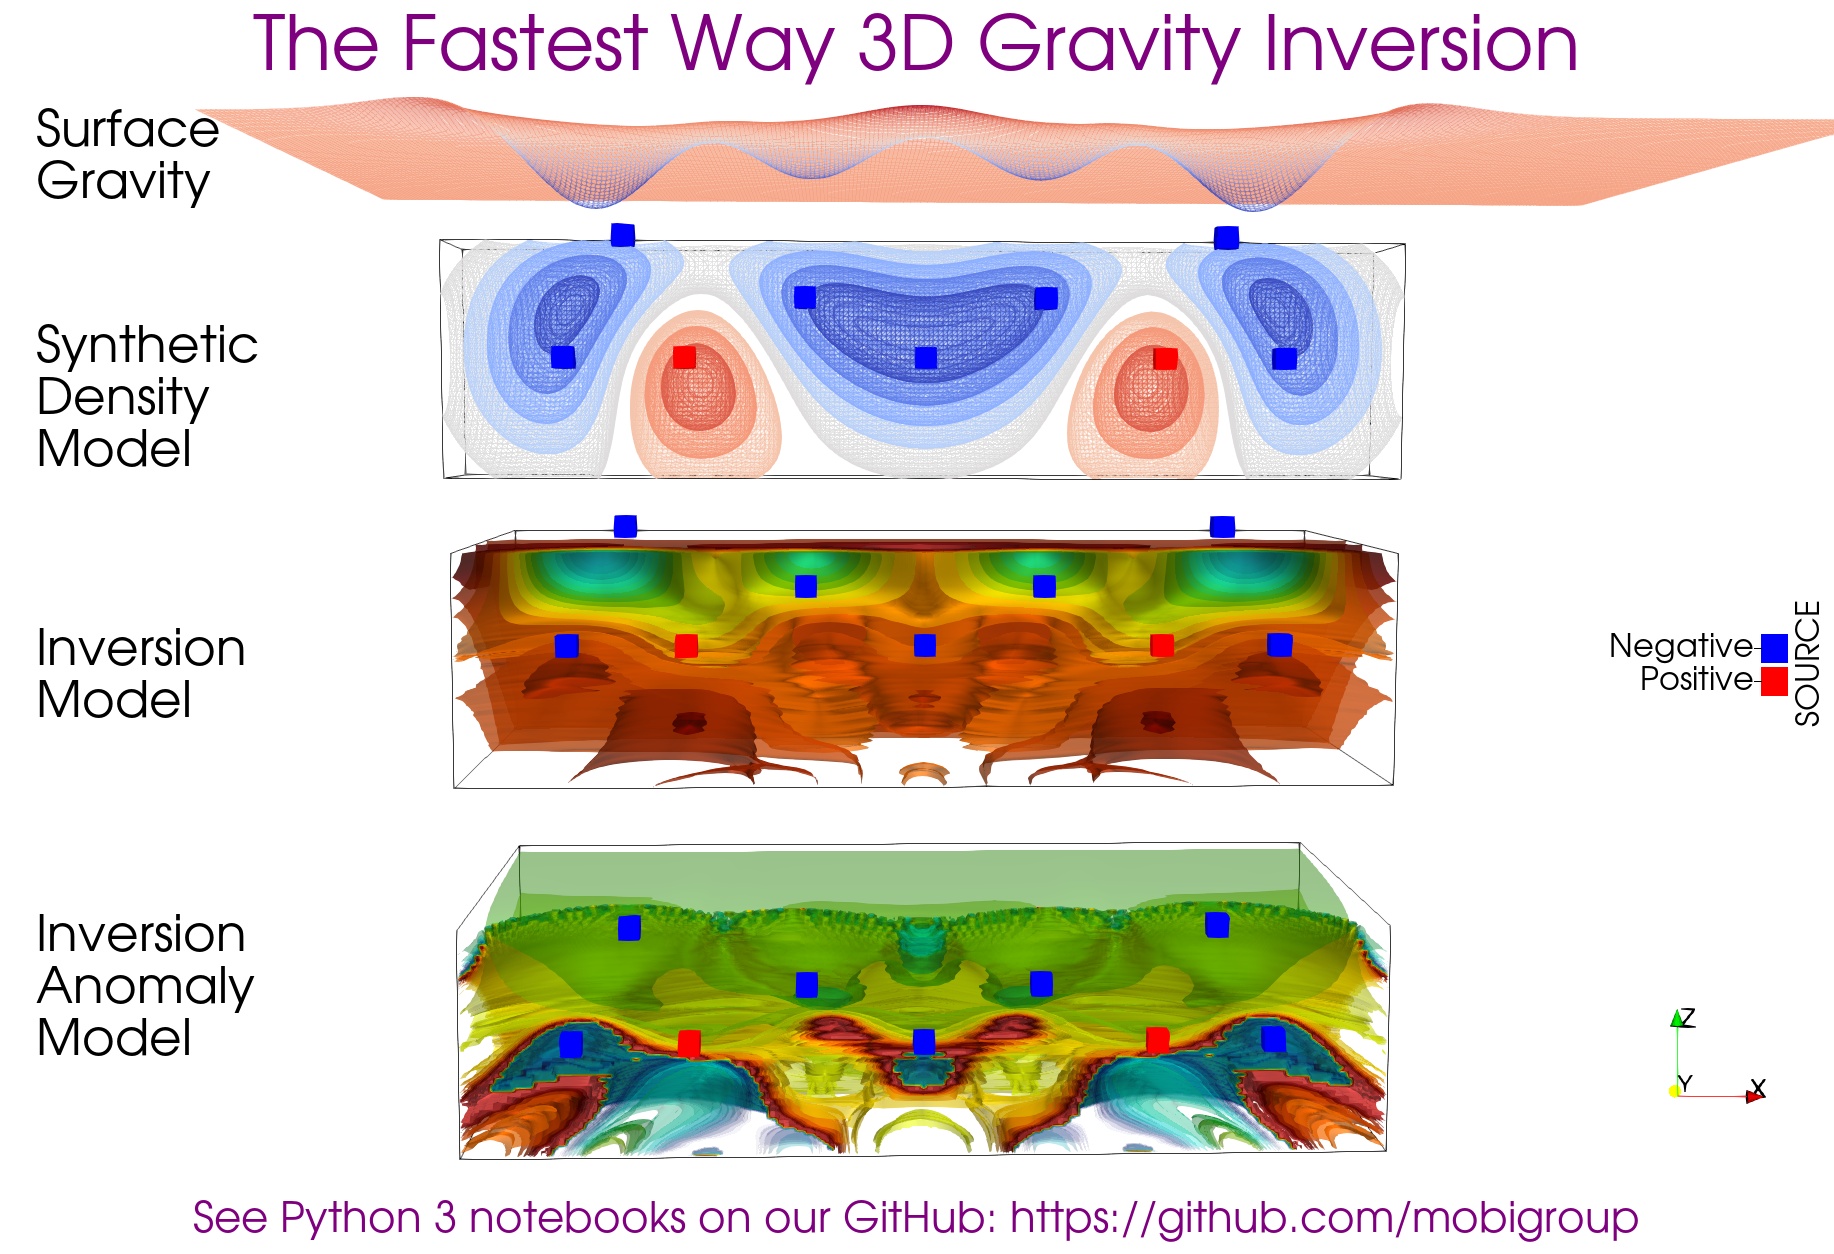 The Fastest Way 3D Gravity Inversion
Surface
Gravity
Synthetic
Density
Model
Inversion
Model
Negative
Positive
SOURCE
Inversion
Anomaly
Model
Z
Y
X
See Python 3 notebooks on our GitHub: https://github.com/mobigroup